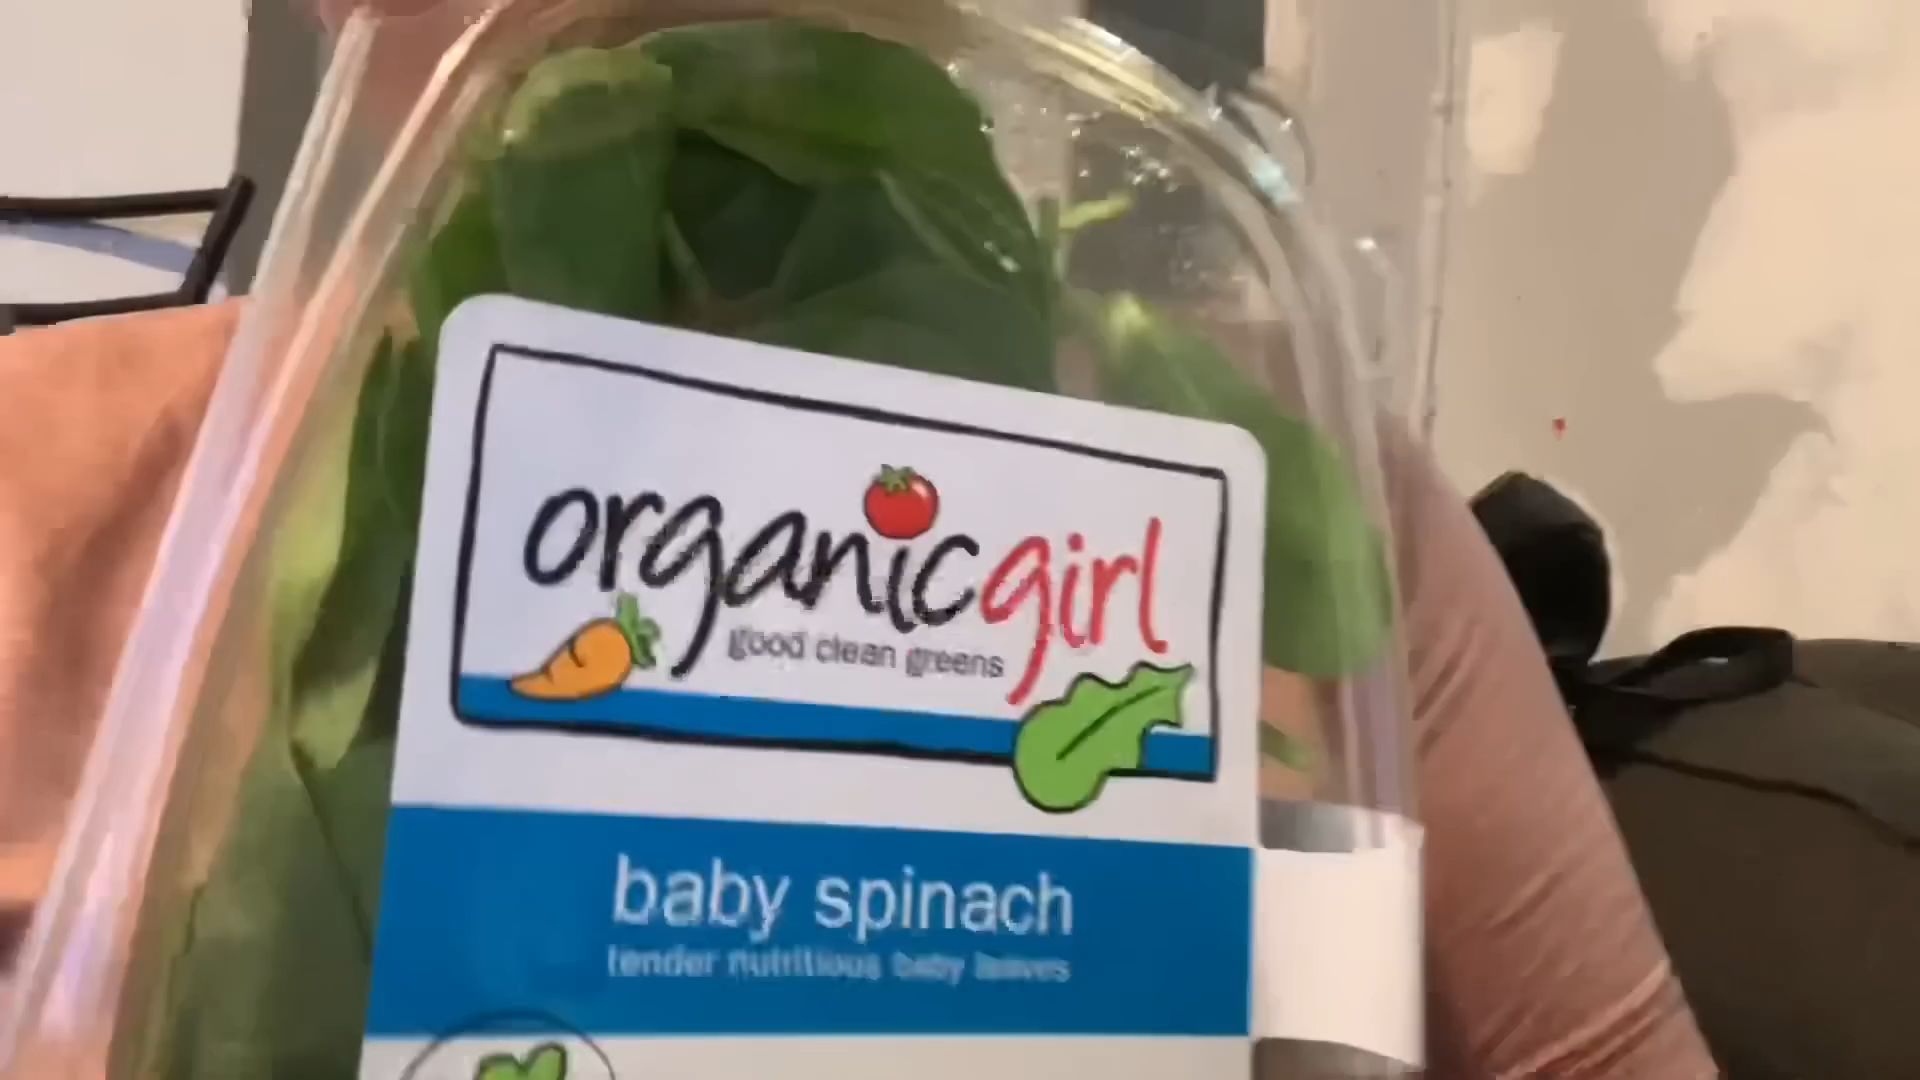 organicgirl
good clean greens
baby spinach
tender nutritious baby leaves